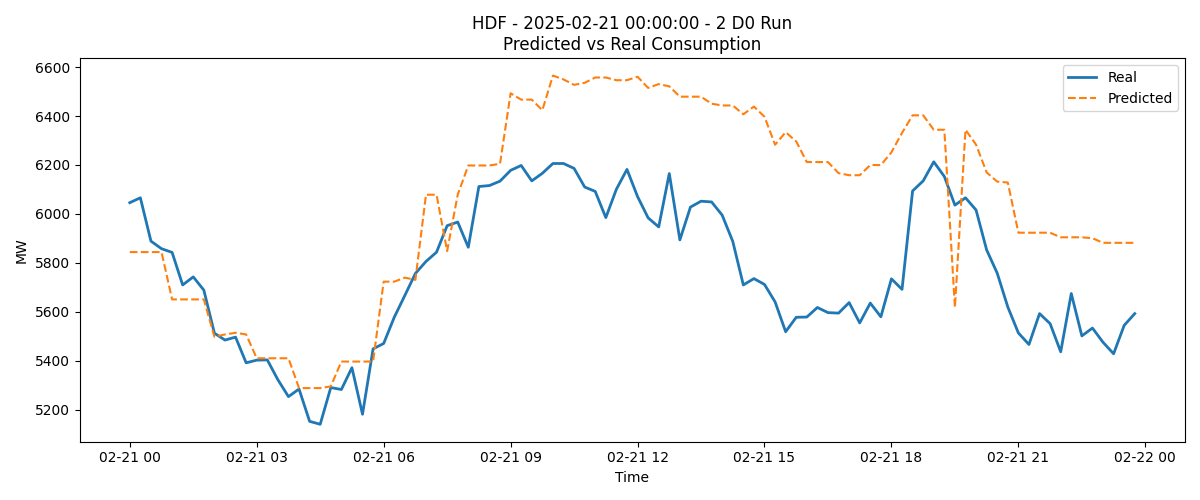 HDF - 2025-02-21 00:00:00 - 2 D0 Run
Predicted vs Real Consumption
6600
6400
6200
6000
5800
5600
5400
5200
MW
Real
Predicted
02-21 00
02-21 03
02-21 06
02-21 09
02-21 12
02-21 15
02-21 18
02-21 21
02-22 00
Time